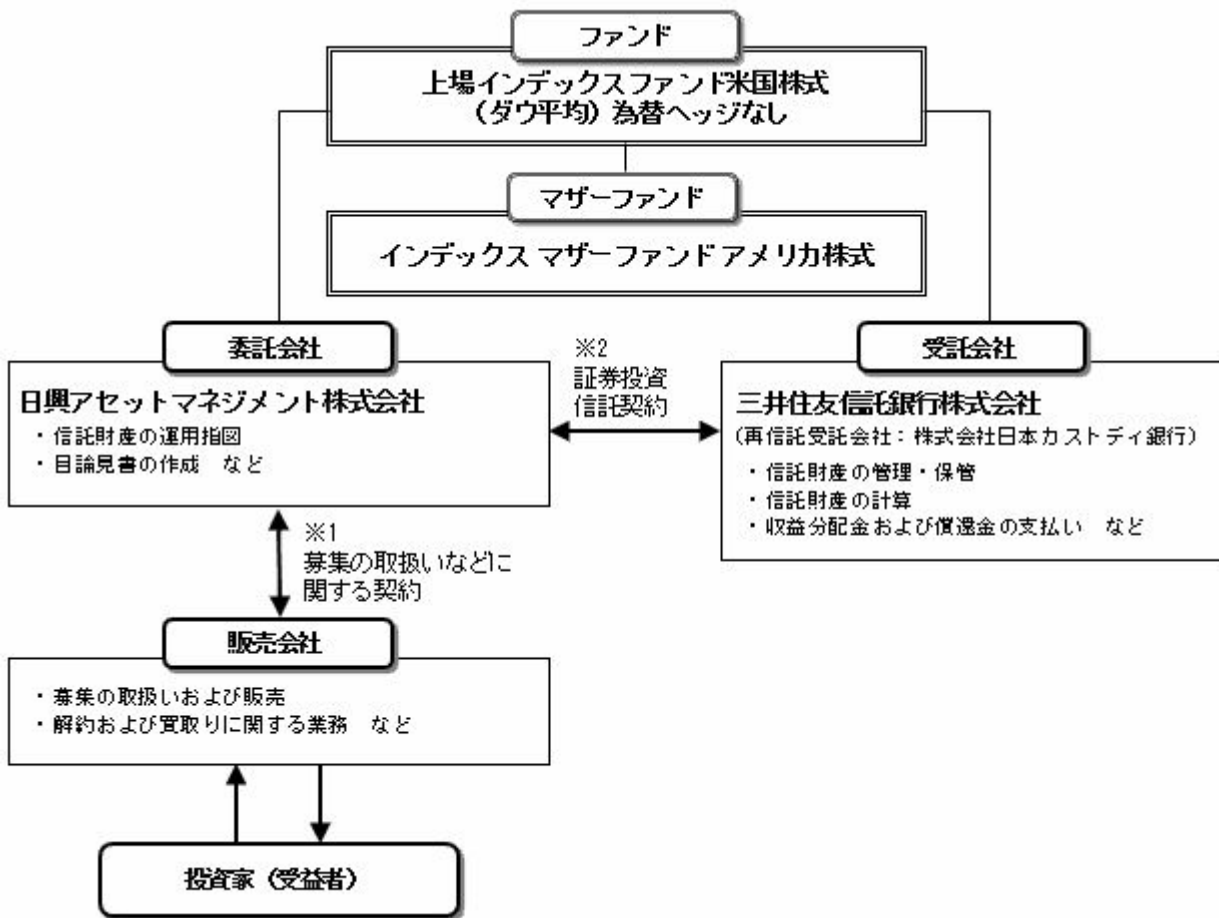 ファンド
上場インデックスファンド米国株式
（ダウ平均）為替ヘッジなし
マザーファンド
インデックス マザーファンド アメリカ株式
委託会社
日興アセットマネジメント株式会社
・信託財産の運用指図
・目論見書の作成　など
※2
証券投資
信託契約
受託会社
三井住友信託銀行株式会社
（再信託受託会社：株式会社日本カストディ銀行）
・信託財産の管理・保管
・信託財産の計算
・収益分配金および償還金の支払い　など
※1
募集の取扱いなどに
関する契約
販売会社
・募集の取扱いおよび販売
・解約および買取りに関する業務　など
投資家（受益者）